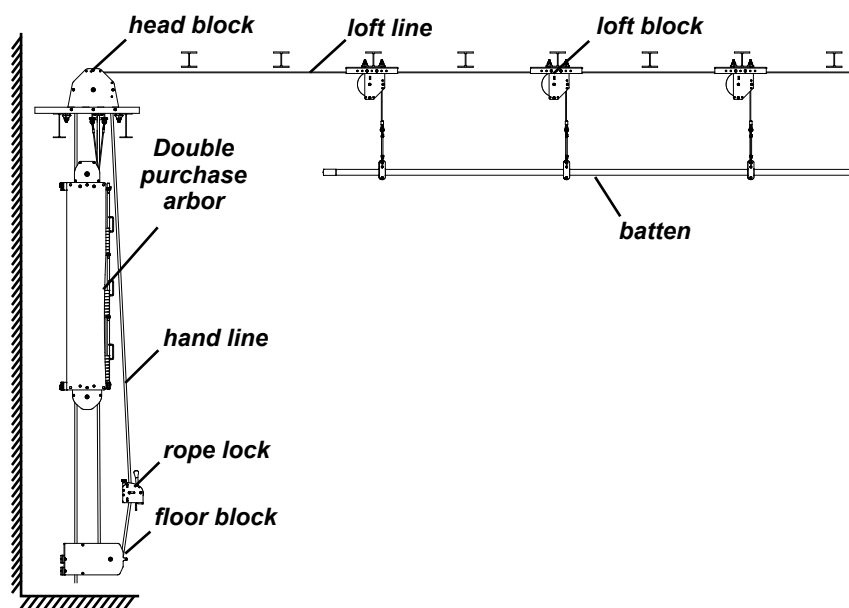 head block
loft line
loft block
Double
purchase
arbor
batten
hand line
rope lock
floor block